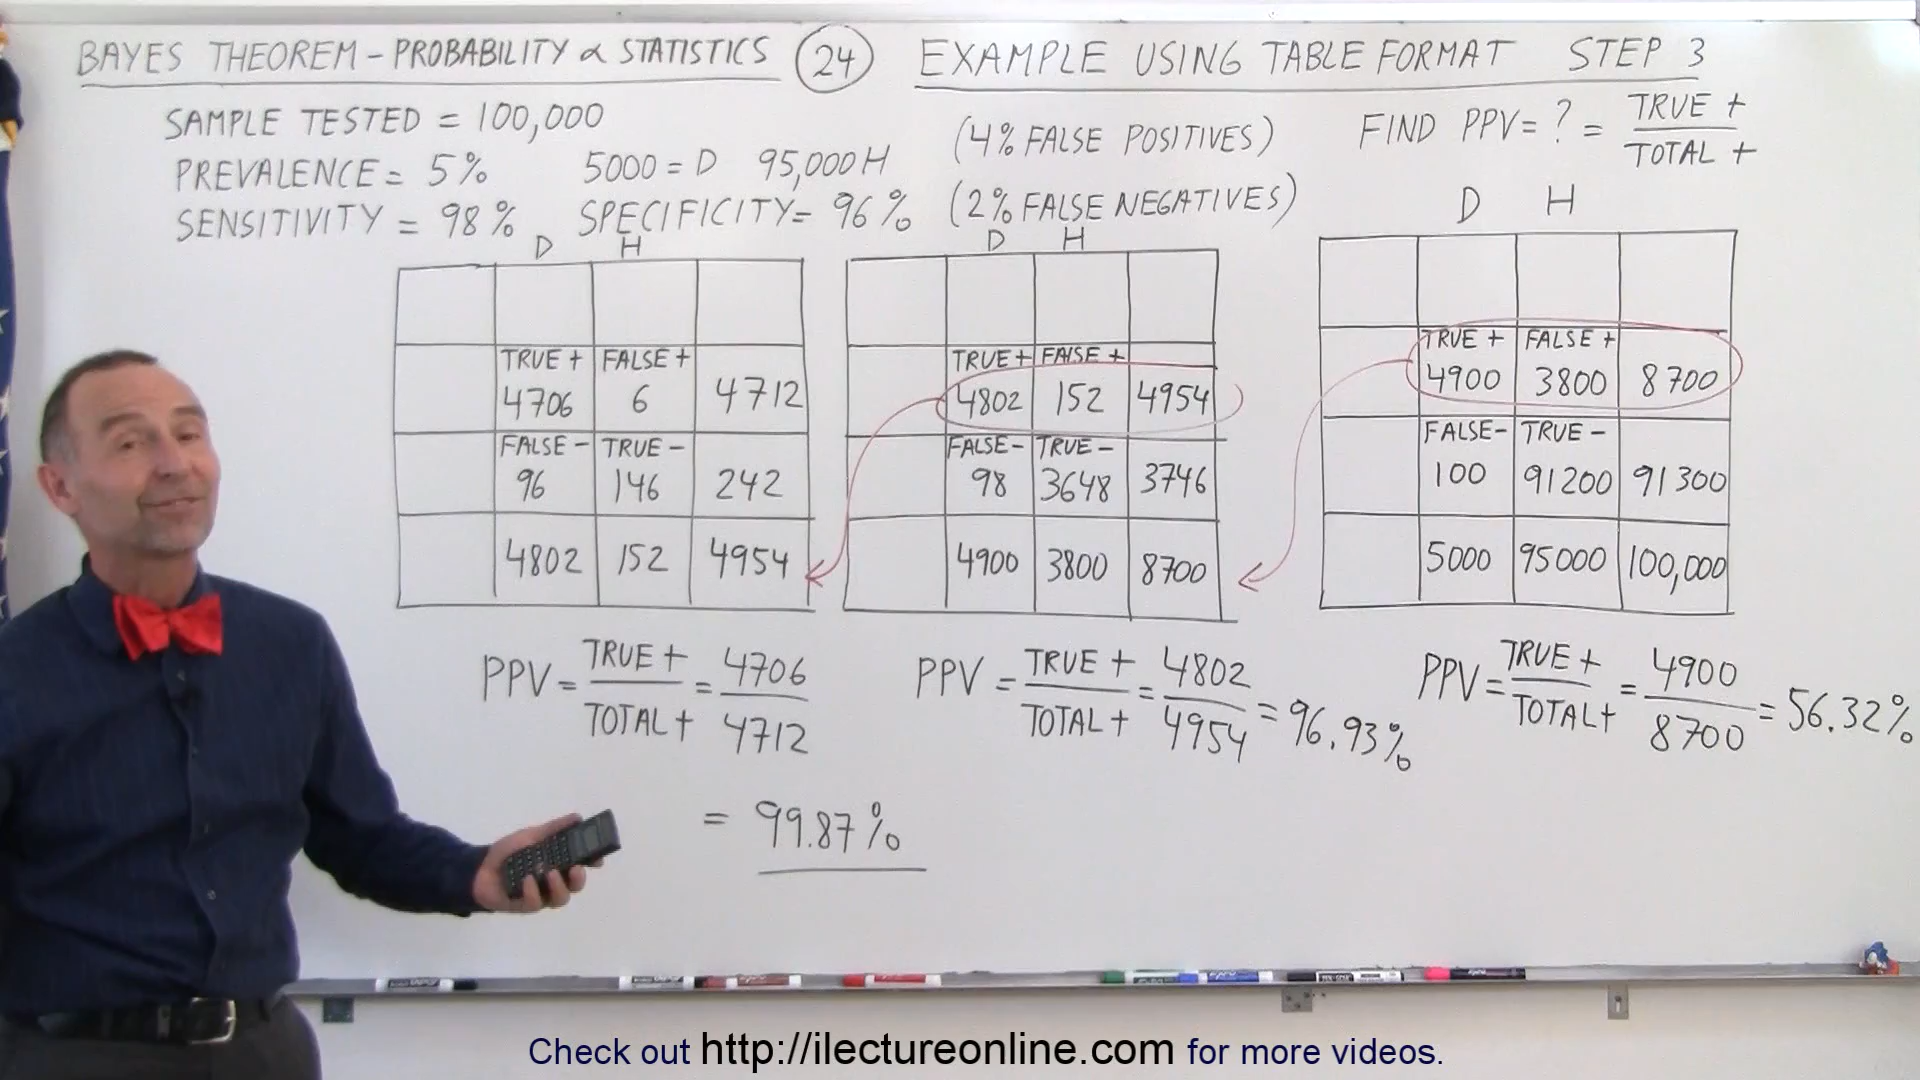 BAYES THEOREM - PROBABILITY & STATISTICS 24 EXAMPLE USING TABLE FORMAT STEP 3
SAMPLE TESTED = 100,000
PREVALENCE = 5% 5000 = D 95,000 H
SENSITIVITY = 98% SPECIFICITY = 96%
(4% FALSE POSITIVES)
(2% FALSE NEGATIVES)
FIND PPV = ? = TRUE +
TOTAL +
D H
TRUE + FALSE +
4706 6 4712
FALSE - TRUE -
96 146 242
4802 152 4954
PPV = TRUE + = 4706
TOTAL + 4712
= 99.87%
D H
TRUE + FALSE +
4802 152 4954
FALSE - TRUE -
98 3648 3746
4900 3800 8700
PPV = TRUE + = 4802
TOTAL + 4954 = 96.93%
D H
TRUE + FALSE +
4900 3800 8700
FALSE - TRUE -
100 91200 91300
5000 95000 100,000
PPV = TRUE + = 4900
TOTAL + 8700 = 56.32%
Check out http://ilectureonline.com for more videos.